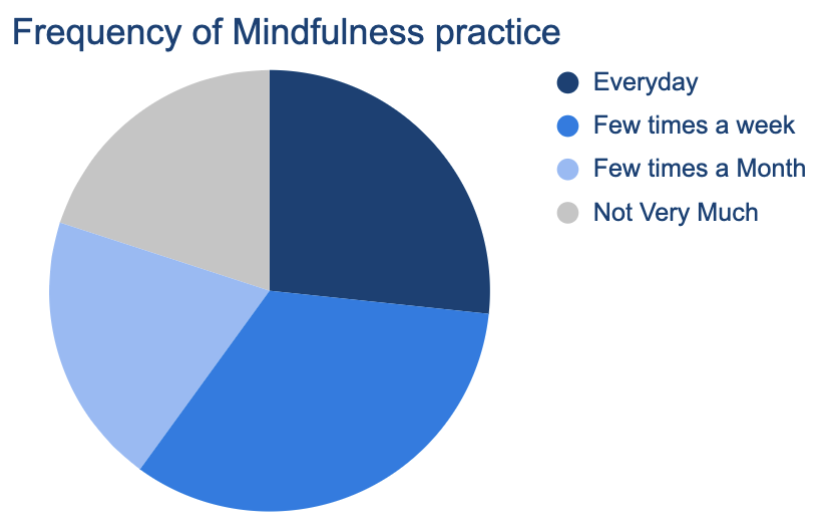 Frequency of Mindfulness practice
Everyday
Few times a week
Few times a Month
Not Very Much